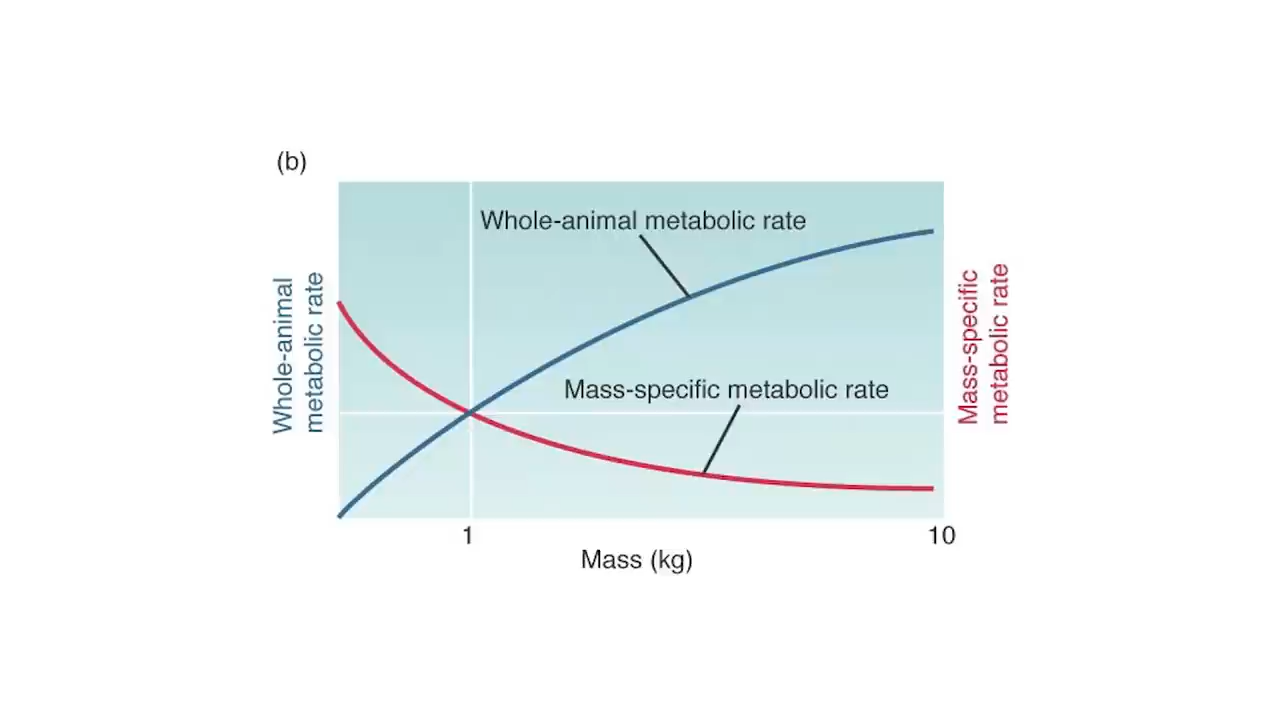 (b)
Whole-animal metabolic rate
Whole-animal
metabolic rate
Mass-specific metabolic rate
Mass-specific
metabolic rate
1
10
Mass (kg)